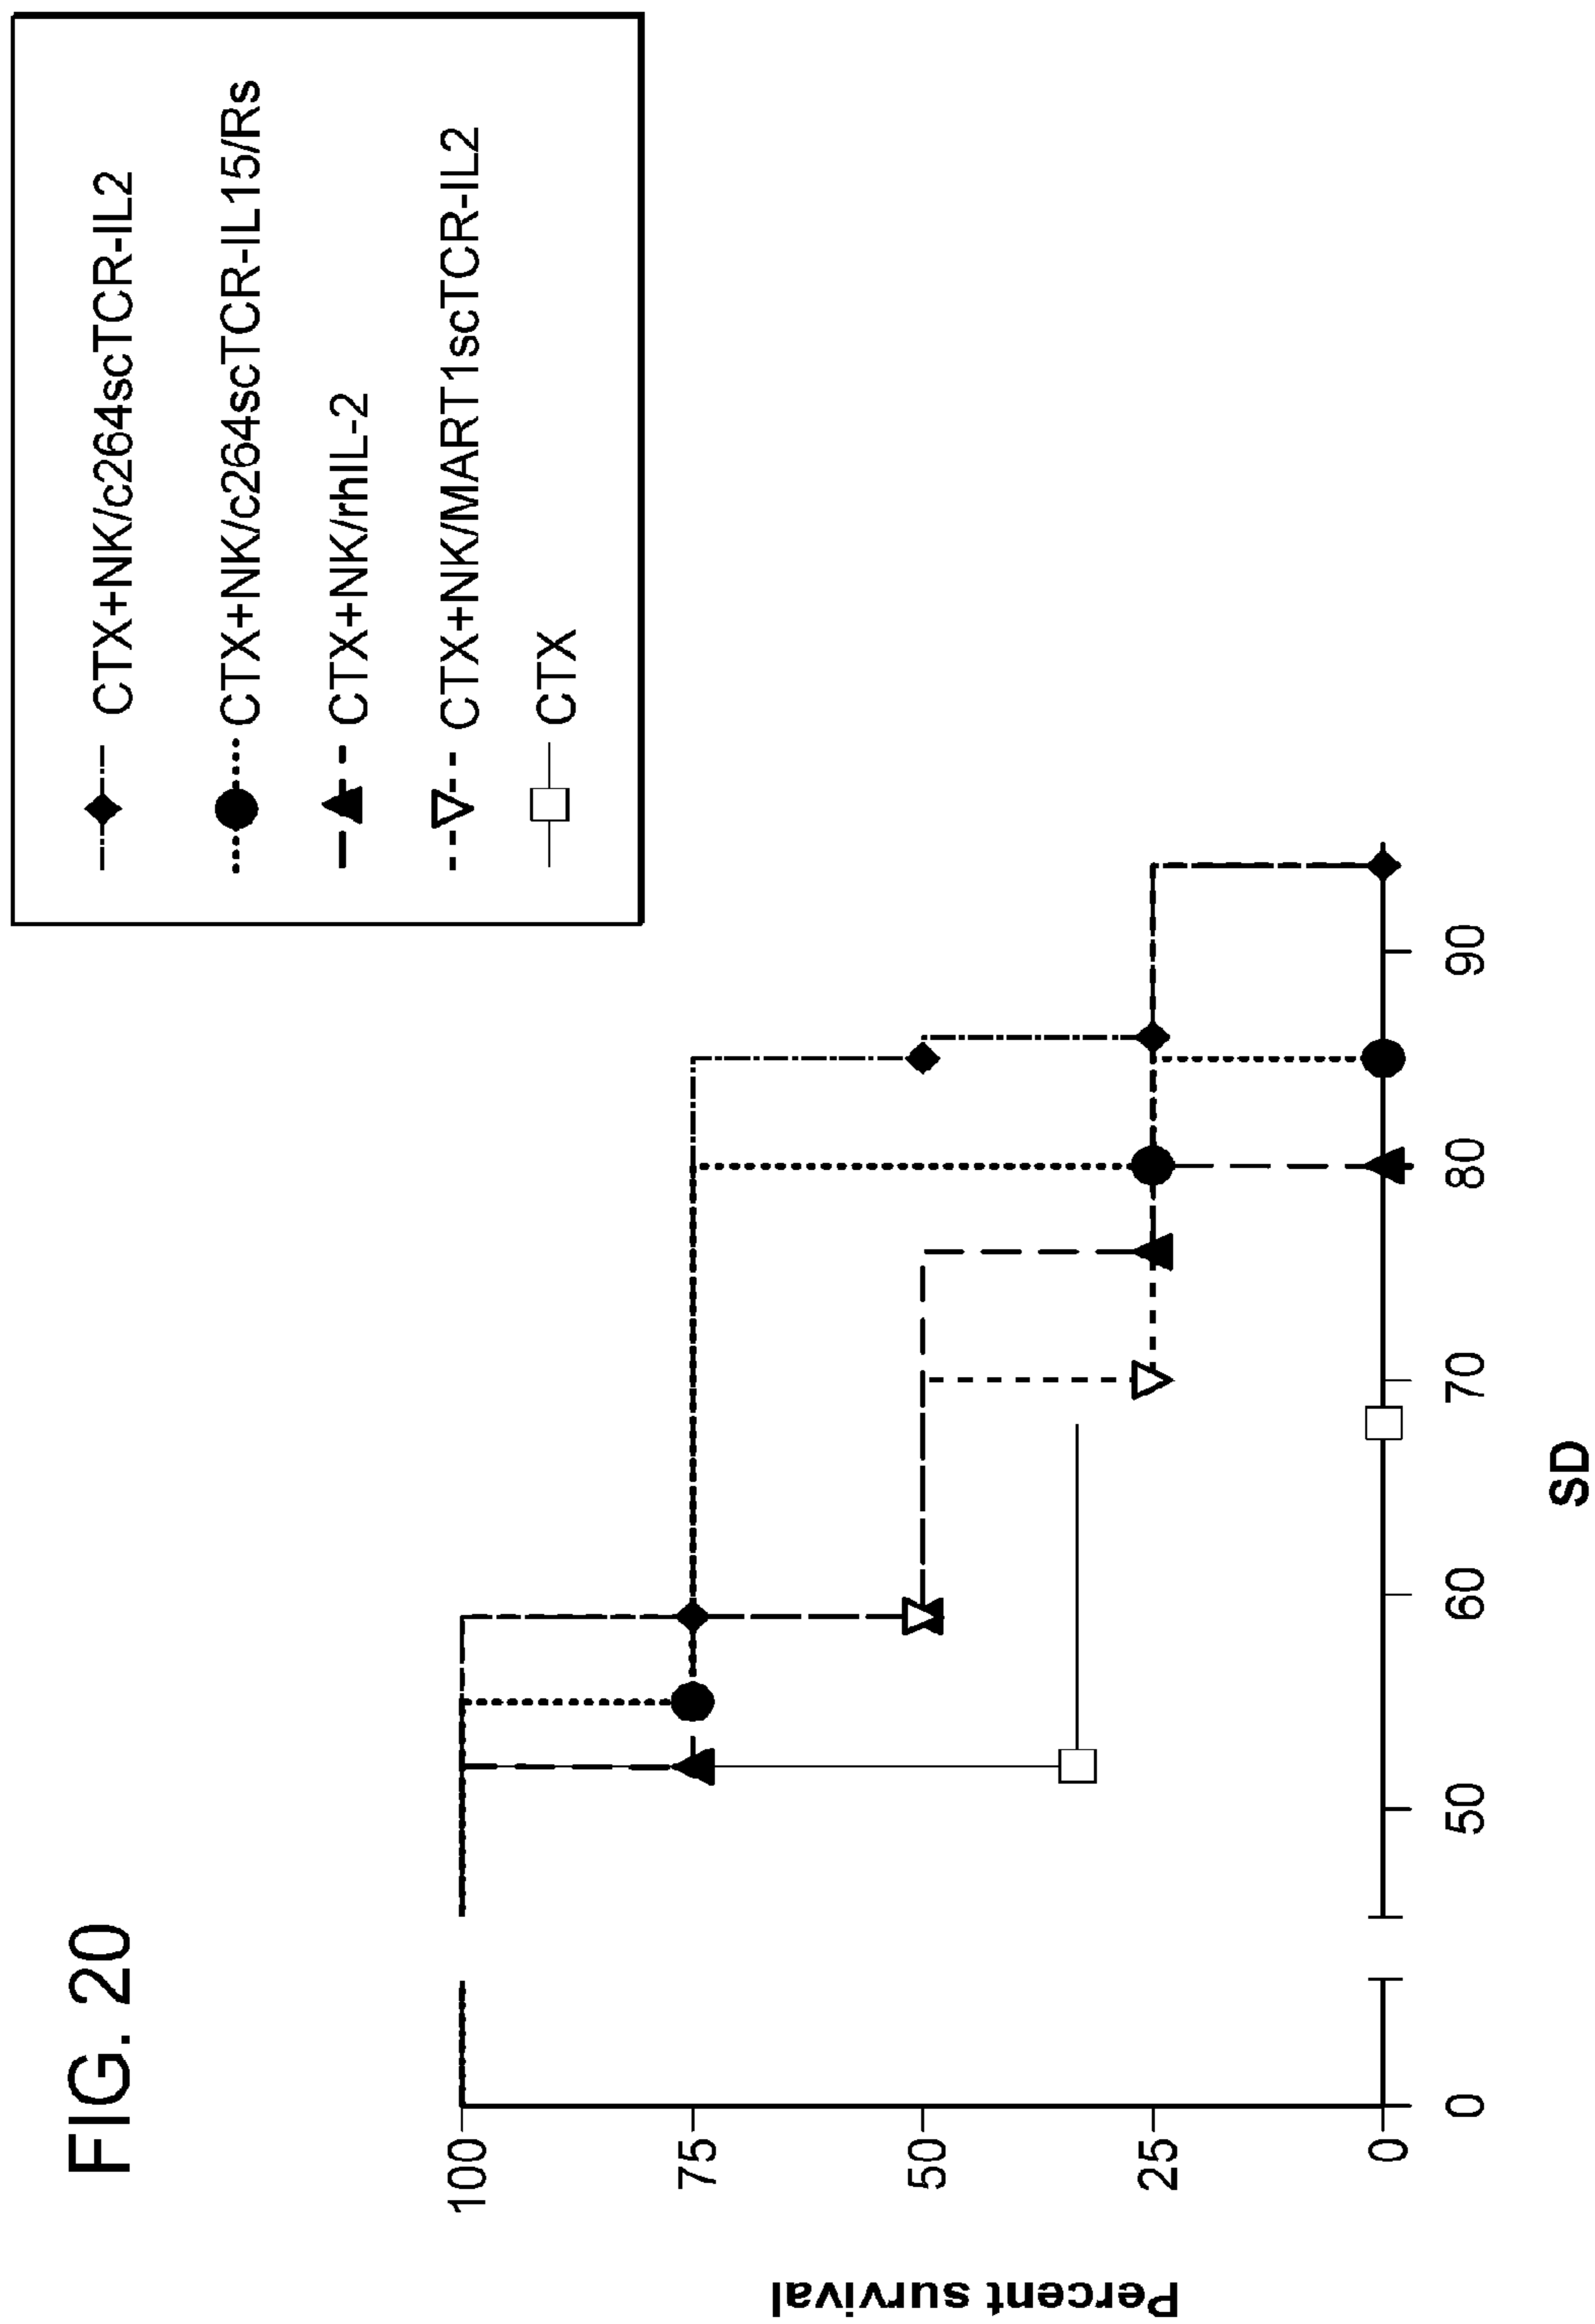 FIG. 20
CTX+NK/c264scTCR-IL2
CTX+NK/c264scTCR-IL15/Rs
CTX+NK/rhIL-2
CTX+NK/MART1scTCR-IL2
CTX
Percent survival
100
75
50
25
0
0
50
60
70
80
90
SD